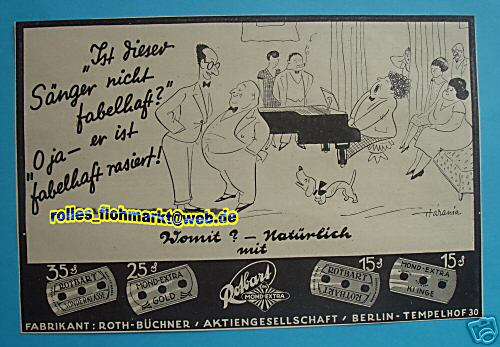 „Ist dieser
Sänger nicht
fabelhaft?"
"O ja – er ist
"fabelhaft rasiert!
rolles_flohmarkt@web.de
Womit? – Natürlich
mit
35₰ 25₰ 15₰ 15₰
ROTBART SONDERKLASSE
MOND-EXTRA GOLD
Rotbart
MOND-EXTRA
ROTBART ROTBART
MOND-EXTRA KLINGE
FABRIKANT: ROTH-BÜCHNER / AKTIENGESELLSCHAFT / BERLIN-TEMPELHOF 30